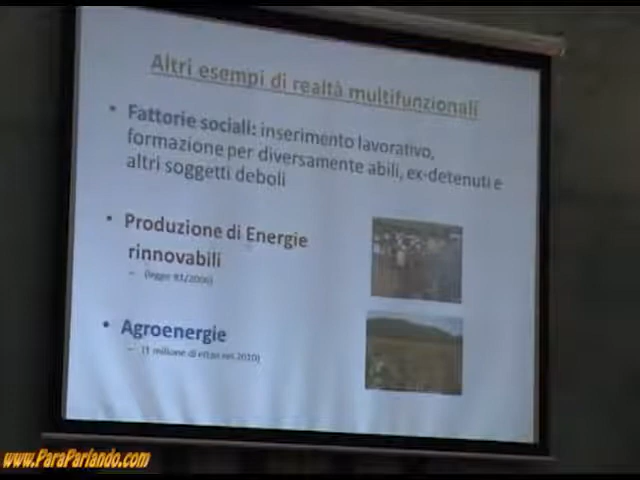 Altri esempi di realtà multifunzionali
• Fattorie sociali: inserimento lavorativo,
formazione per diversamente abili, ex-detenuti e
altri soggetti deboli
• Produzione di Energie
rinnovabili
– (legge 81/2006)
• Agroenergie
– (1 milione di ettari nel 2010)
www.ParaParlando.com